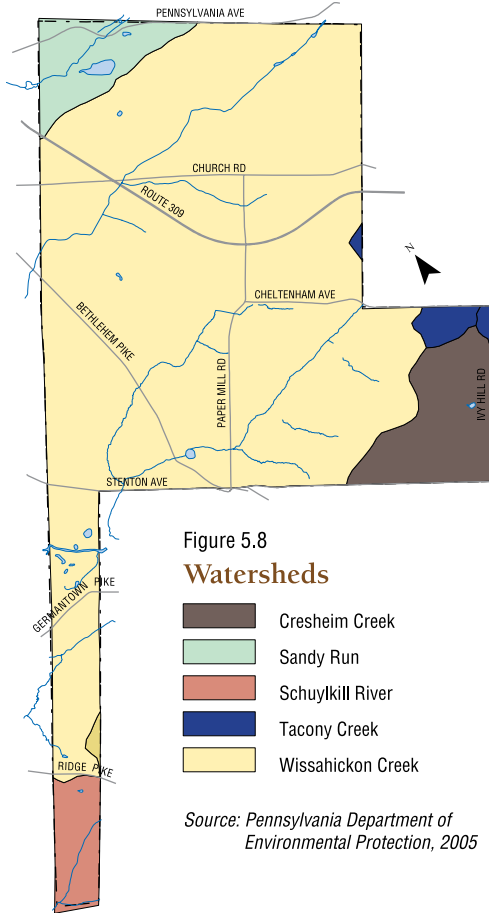 PENNSYLVANIA AVE
CHURCH RD
ROUTE 309
N
CHELTENHAM AVE
BETHLEHEM PIKE
PAPER MILL RD
IVY HILL RD
STENTON AVE
Figure 5.8
Watersheds
GERMANTOWN PIKE
Cresheim Creek
Sandy Run
Schuylkill River
Tacony Creek
Wissahickon Creek
RIDGE PIKE
Source: Pennsylvania Department of
Environmental Protection, 2005